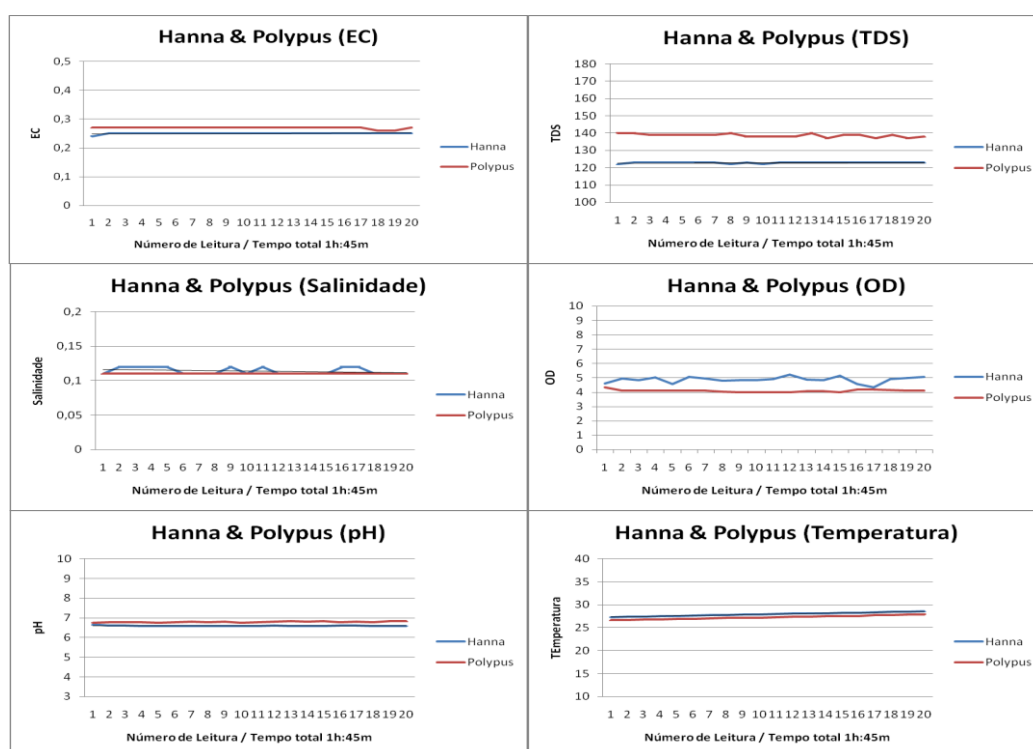 Hanna & Polypus (EC)
0,5
0,4
0,3
0,2
0,1
0
EC
1 2 3 4 5 6 7 8 9 10 11 12 13 14 15 16 17 18 19 20
Número de Leitura / Tempo total 1h:45m
Hanna
Polypus
Hanna & Polypus (TDS)
180
170
160
150
140
130
120
110
100
TDS
1 2 3 4 5 6 7 8 9 10 11 12 13 14 15 16 17 18 19 20
Número de Leitura / Tempo total 1h:45m
Hanna
Polypus
Hanna & Polypus (Salinidade)
0,2
0,15
0,1
0,05
0
Salinidade
1 2 3 4 5 6 7 8 9 10 11 12 13 14 15 16 17 18 19 20
Número de Leitura / Tempo total 1h:45m
Hanna
Polypus
Hanna & Polypus (OD)
10
9
8
7
6
5
4
3
2
1
0
OD
1 2 3 4 5 6 7 8 9 10 11 12 13 14 15 16 17 18 19 20
Número de Leitura / Tempo total 1h:45m
Hanna
Polypus
Hanna & Polypus (pH)
10
9
8
7
6
5
4
3
pH
1 2 3 4 5 6 7 8 9 10 11 12 13 14 15 16 17 18 19 20
Número de Leitura / Tempo total 1h:45m
Hanna
Polypus
Hanna & Polypus (Temperatura)
40
35
30
25
20
15
10
TEmperatura
1 2 3 4 5 6 7 8 9 10 11 12 13 14 15 16 17 18 19 20
Número de Leitura / Tempo total 1h:45m
Hanna
Polypus